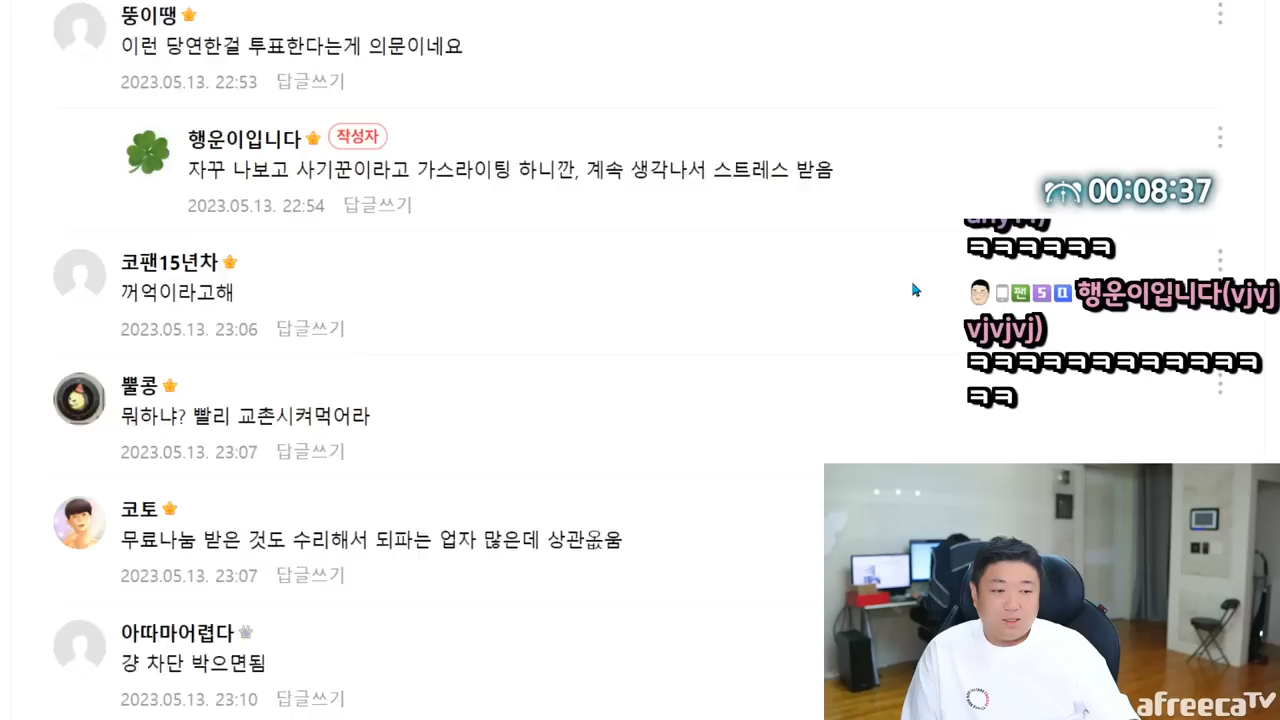 뚱이땡
이런 당연한걸 투표한다는게 의문이네요
2023.05.13. 22:53 답글쓰기
행운이입니다 작성자
자꾸 나보고 사기꾼이라고 가스라이팅 하니깐, 계속 생각나서 스트레스 받음
2023.05.13. 22:54 답글쓰기
00:08:37
ㅋㅋㅋㅋㅋㅋ
코팬15년차
꺼억이라고해
2023.05.13. 23:06 답글쓰기
팬 S Q 행운이입니다(vjvj
vjvjvj)
ㅋㅋㅋㅋㅋㅋㅋㅋㅋㅋㅋㅋ
ㅋㅋ
뿔콩
뭐하냐? 빨리 교촌시켜먹어라
2023.05.13. 23:07 답글쓰기
코토
무료나눔 받은 것도 수리해서 되파는 업자 많은데 상관옶움
2023.05.13. 23:07 답글쓰기
아따마어렵다
걍 차단 박으면됨
2023.05.13. 23:10 답글쓰기
afreecaTV